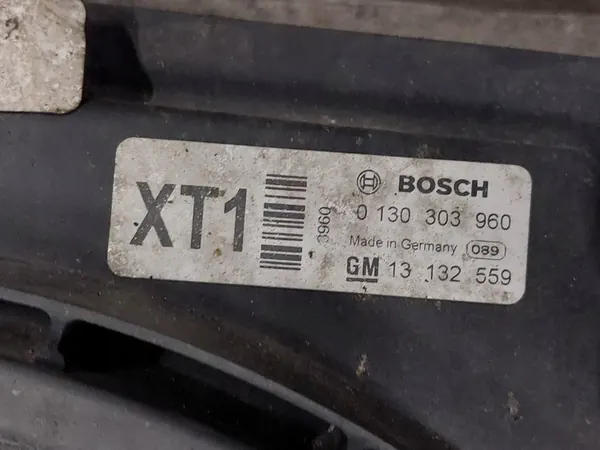 XT1
3960
BOSCH
0 130 303 960
Made in Germany 089
GM 13 132 559